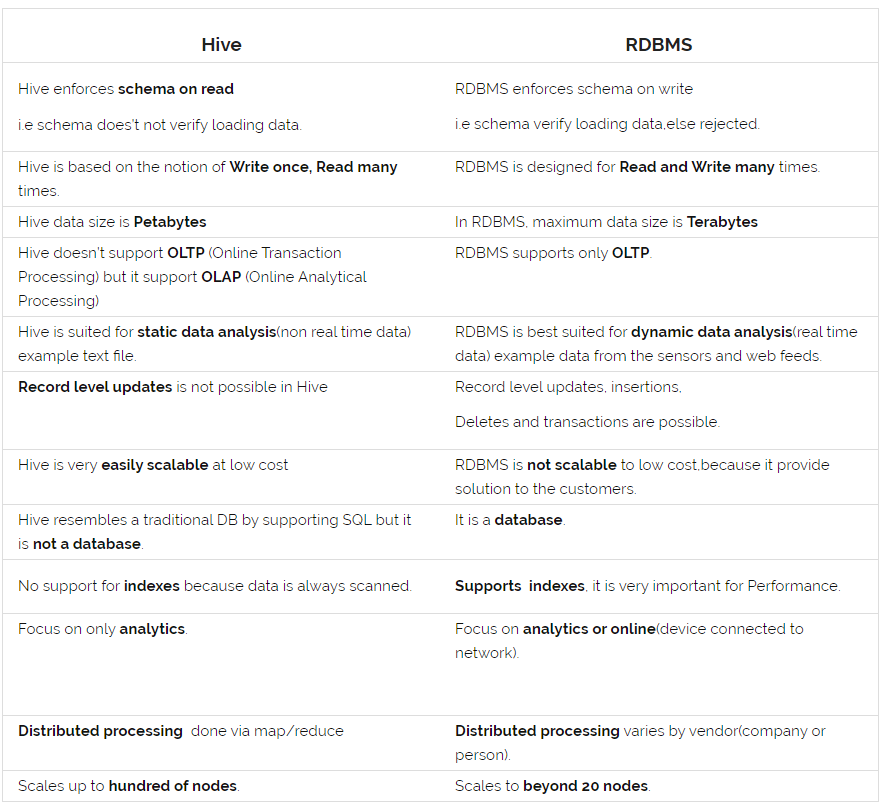 Hive
RDBMS
Hive enforces schema on read
i.e schema does't not verify loading data.
RDBMS enforces schema on write
i.e schema verify loading data,else rejected.
Hive is based on the notion of Write once, Read many
times.
RDBMS is designed for Read and Write many times.
Hive data size is Petabytes
In RDBMS, maximum data size is Terabytes
Hive doesn't support OLTP (Online Transaction
Processing) but it support OLAP (Online Analytical
Processing)
RDBMS supports only OLTP.
Hive is suited for static data analysis(non real time data)
example text file.
RDBMS is best suited for dynamic data analysis(real time
data) example data from the sensors and web feeds.
Record level updates is not possible in Hive
Record level updates, insertions,
Deletes and transactions are possible.
Hive is very easily scalable at low cost
RDBMS is not scalable to low cost,because it provide
solution to the customers.
Hive resembles a traditional DB by supporting SQL but it
is not a database.
It is a database.
No support for indexes because data is always scanned.
Supports indexes, it is very important for Performance.
Focus on only analytics.
Focus on analytics or online(device connected to
network).
Distributed processing done via map/reduce
Distributed processing varies by vendor(company or
person).
Scales up to hundred of nodes.
Scales to beyond 20 nodes.